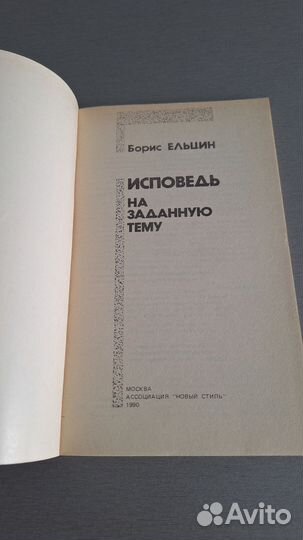 Борис ЕЛЬЦИН
ИСПОВЕДЬ
НА
ЗАДАННУЮ
ТЕМУ
МОСКВА
АССОЦИАЦИЯ "НОВЫЙ СТИЛЬ"
1990
Avito